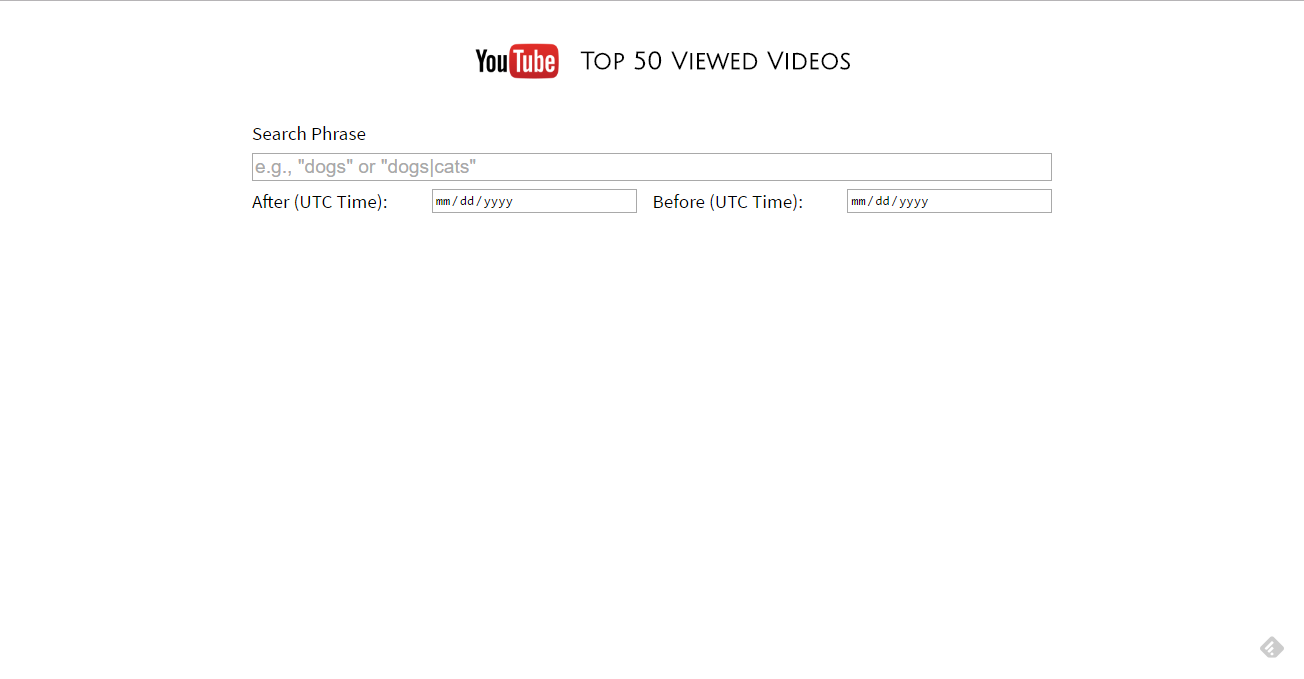 YouTube Top 50 Viewed Videos
Search Phrase
e.g., "dogs" or "dogs|cats"
After (UTC Time): mm/dd/yyyy Before (UTC Time): mm/dd/yyyy